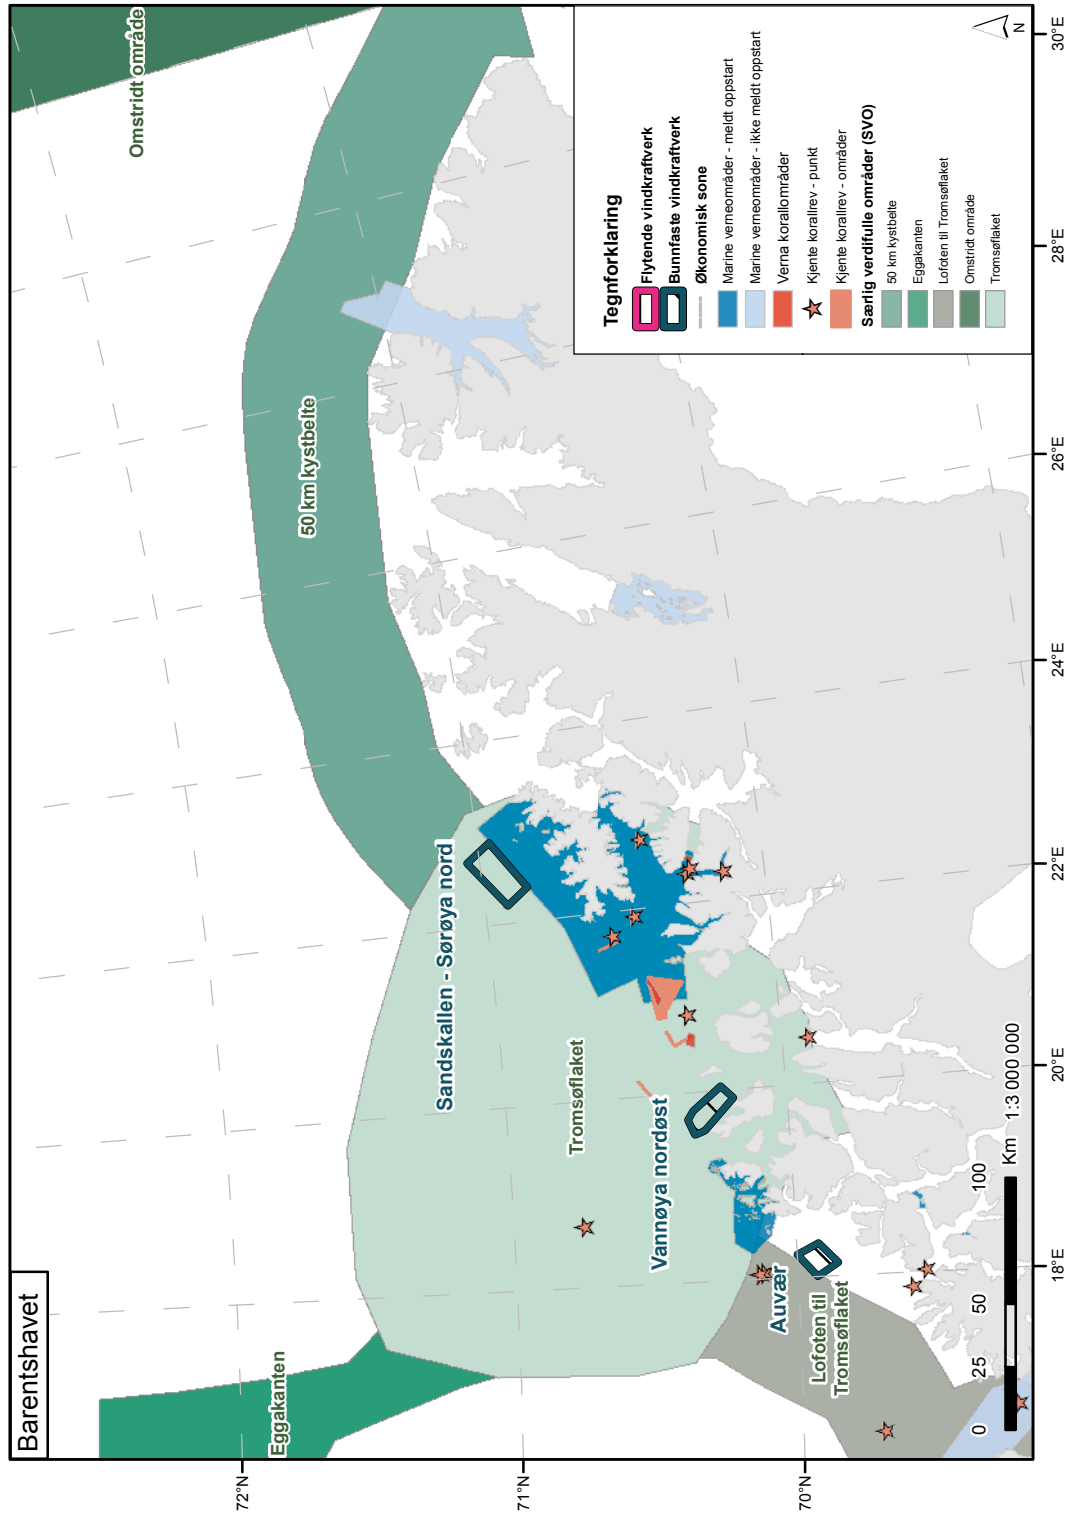 Barentshavet
Omstridt område
50 km kystbelte
Sandskallen - Sørøya nord
Tromsøflaket
Vannøya nordøst
Auvær
Lofoten til
Tromsøflaket
Eggakanten
Tegnforklaring
Flytende vindkraftverk
Bunnfaste vindkraftverk
Økonomisk sone
Marine verneområder - meldt oppstart
Marine verneområder - ikke meldt oppstart
Verna korallområder
Kjente korallrev - punkt
Kjente korallrev - områder
Særlig verdifulle områder (SVO)
50 km kystbelte
Eggakanten
Lofoten til Tromsøflaket
Omstridt område
Tromsøflaket
N
0 25 50 100
Km 1:3 000 000
72°N
71°N
70°N
18°E
20°E
22°E
24°E
26°E
28°E
30°E